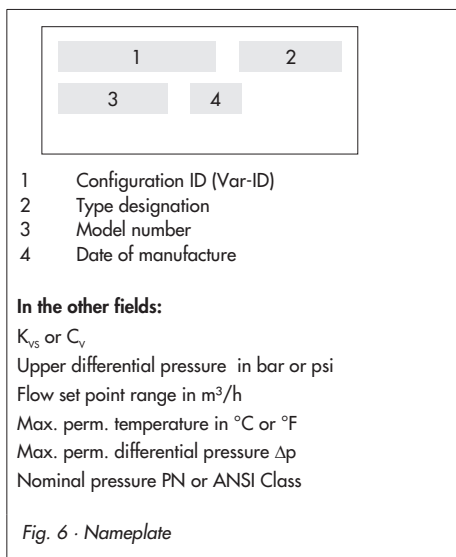 1 2
3 4
1 Configuration ID (Var-ID)
2 Type designation
3 Model number
4 Date of manufacture
In the other fields:
Kvs or Cv
Upper differential pressure in bar or psi
Flow set point range in m³/h
Max. perm. temperature in °C or °F
Max. perm. differential pressure Δp
Nominal pressure PN or ANSI Class
Fig. 6 · Nameplate